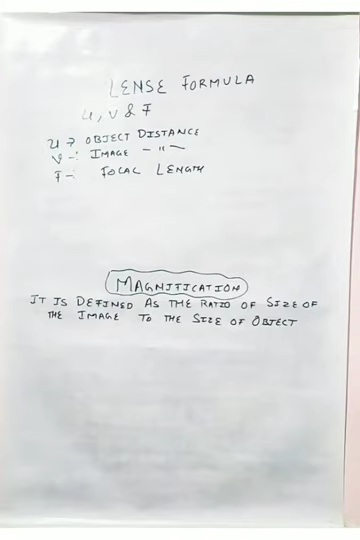 LENSE FORMULA
u, v & F
u → OBJECT DISTANCE
v -: IMAGE - " -
F -: FOCAL LENGTH
MAGNIFICATION
IT IS DEFINED AS THE RATIO OF SIZE OF
THE IMAGE TO THE SIZE OF OBJECT